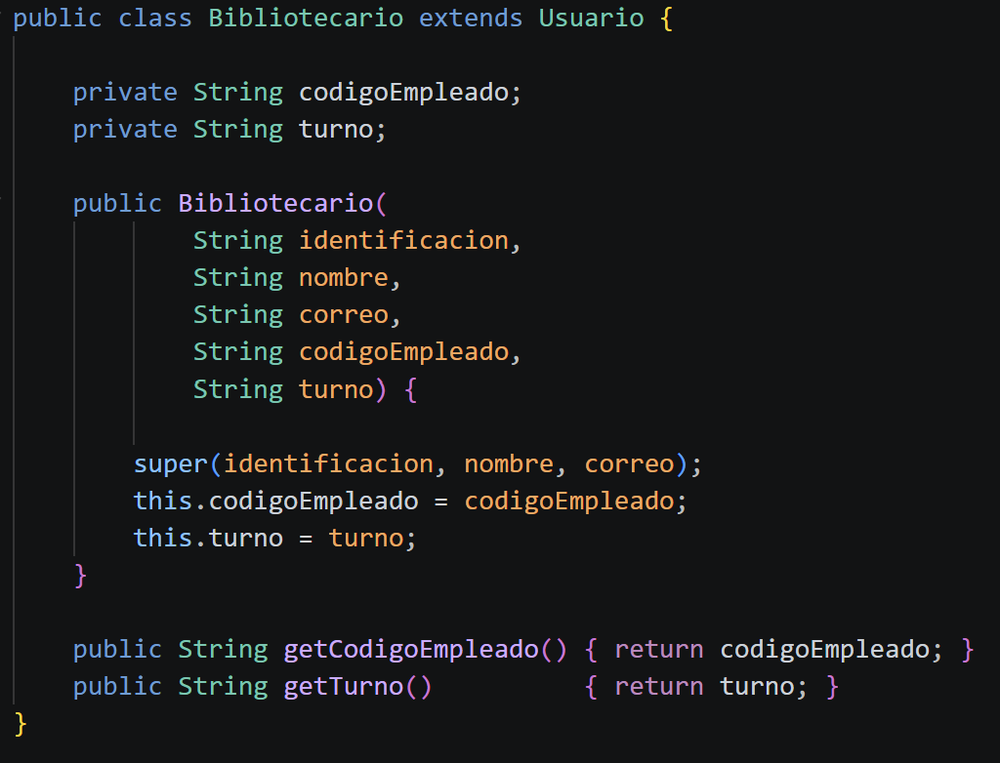 public class Bibliotecario extends Usuario {
    private String codigoEmpleado;
    private String turno;
    public Bibliotecario(
            String identificacion,
            String nombre,
            String correo,
            String codigoEmpleado,
            String turno) {
        super(identificacion, nombre, correo);
        this.codigoEmpleado = codigoEmpleado;
        this.turno = turno;
    }
    public String getCodigoEmpleado() { return codigoEmpleado; }
    public String getTurno()          { return turno; }
}